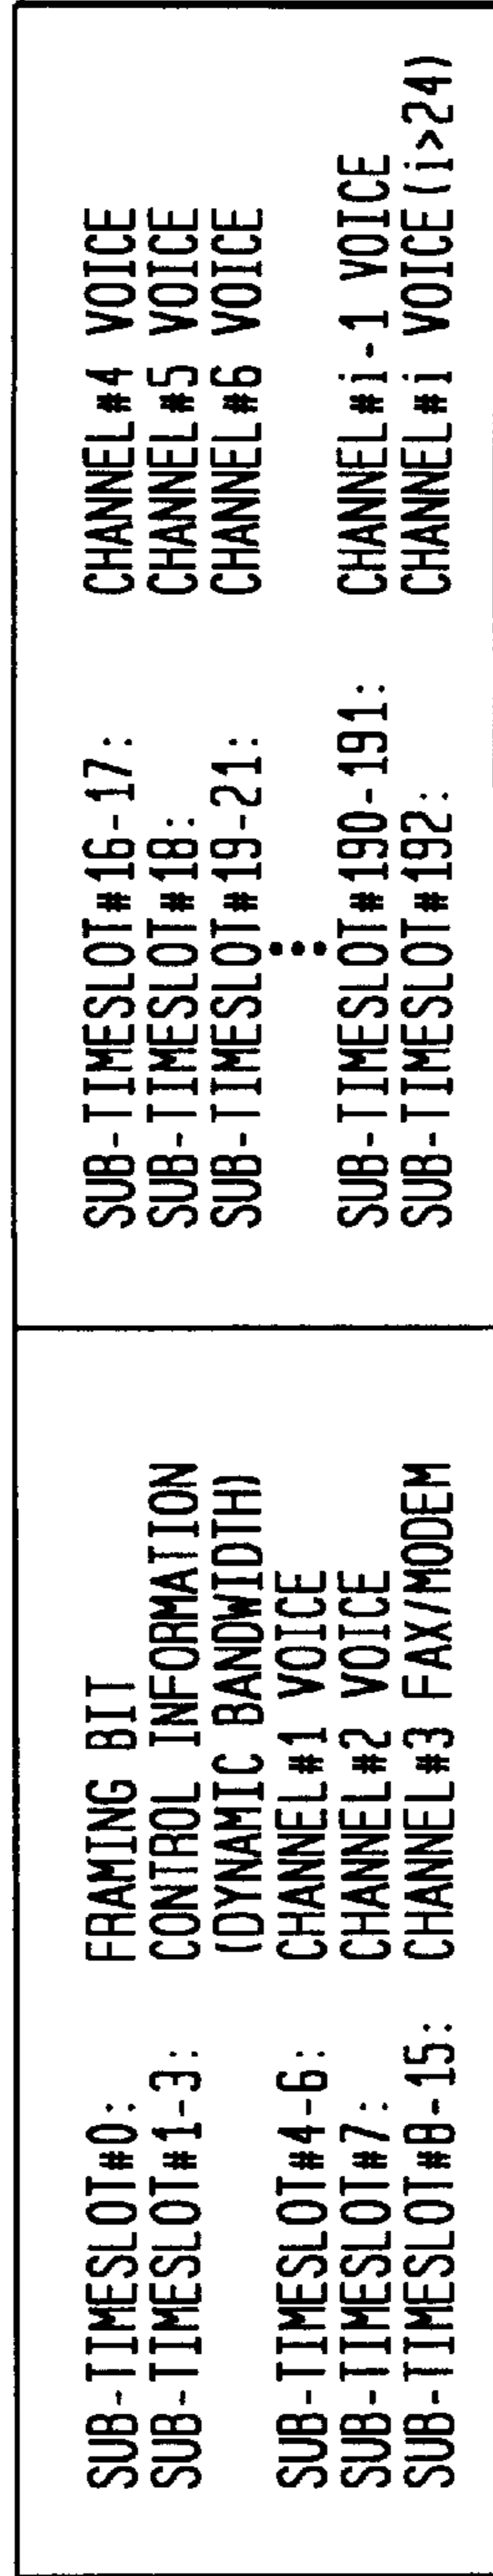 SUB-TIMESLOT#0: FRAMING BIT
SUB-TIMESLOT#1-3: CONTROL INFORMATION
(DYNAMIC BANDWIDTH)
SUB-TIMESLOT#4-6: CHANNEL#1 VOICE
SUB-TIMESLOT#7: CHANNEL#2 VOICE
SUB-TIMESLOT#8-15: CHANNEL#3 FAX/MODEM
SUB-TIMESLOT#16-17: CHANNEL#4 VOICE
SUB-TIMESLOT#18: CHANNEL#5 VOICE
SUB-TIMESLOT#19-21: CHANNEL#6 VOICE
•••
SUB-TIMESLOT#190-191: CHANNEL#i-1 VOICE
SUB-TIMESLOT#192: CHANNEL#i VOICE(i>24)